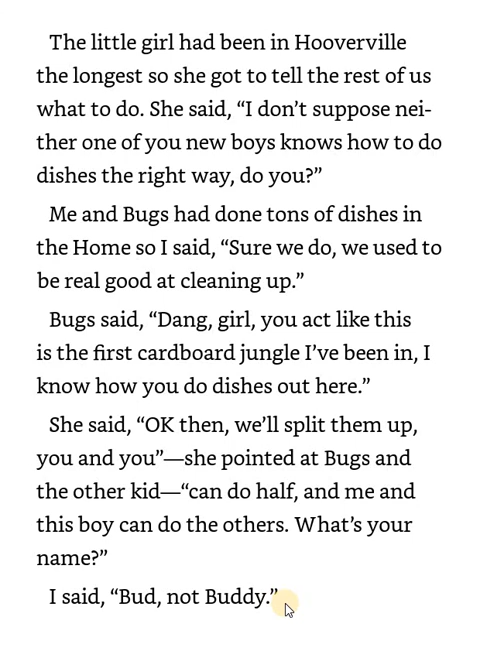 The little girl had been in Hooverville
the longest so she got to tell the rest of us
what to do. She said, “I don’t suppose nei-
ther one of you new boys knows how to do
dishes the right way, do you?”
Me and Bugs had done tons of dishes in
the Home so I said, “Sure we do, we used to
be real good at cleaning up.”
Bugs said, “Dang, girl, you act like this
is the first cardboard jungle I’ve been in, I
know how you do dishes out here.”
She said, “OK then, we’ll split them up,
you and you”—she pointed at Bugs and
the other kid—“can do half, and me and
this boy can do the others. What’s your
name?”
I said, “Bud, not Buddy.”